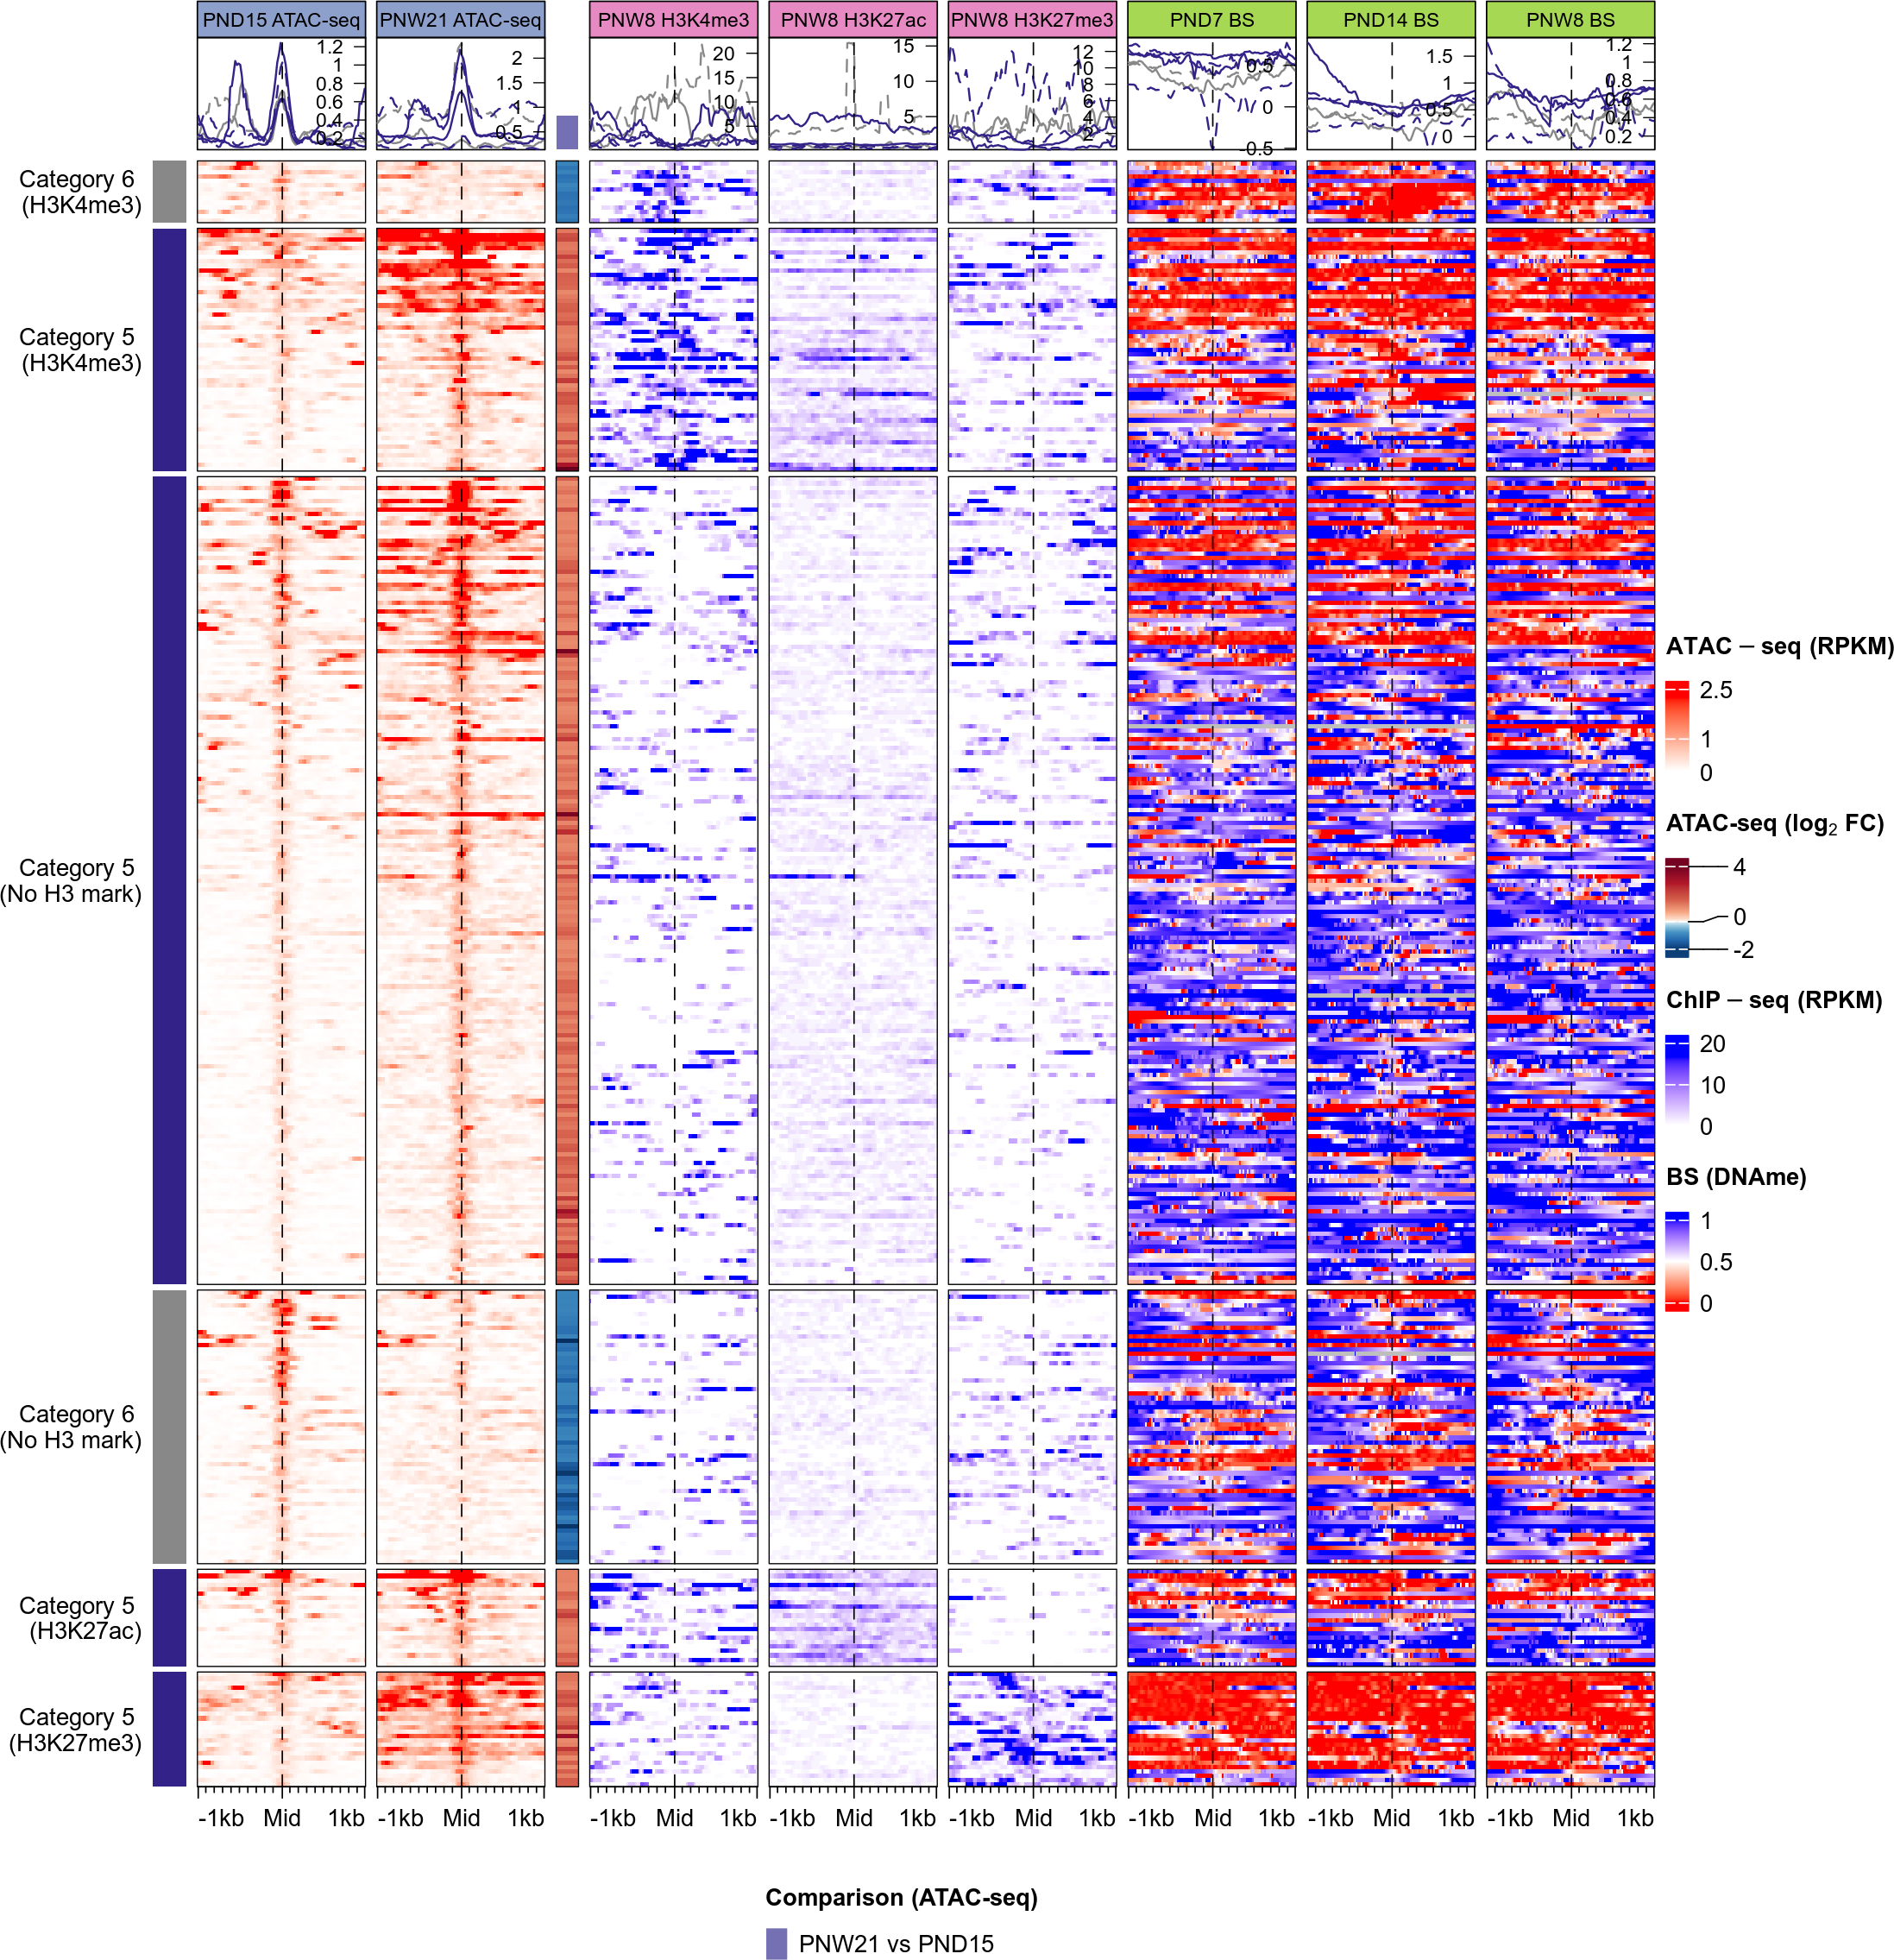 PND15 ATAC-seq
PNW21 ATAC-seq
PNW8 H3K4me3
PNW8 H3K27ac
PNW8 H3K27me3
PND7 BS
PND14 BS
PNW8 BS
1.2
1
0.8
0.6
0.4
0.2
2
1.5
1
0.5
20
15
10
5
15
10
5
12
10
8
6
4
2
0.5
0
-0.5
1.5
1
0.5
0
1.2
1
0.8
0.6
0.4
0.2
Category 6
(H3K4me3)
Category 5
(H3K4me3)
Category 5
(No H3 mark)
Category 6
(No H3 mark)
Category 5
(H3K27ac)
Category 5
(H3K27me3)
-1kb Mid 1kb
-1kb Mid 1kb
-1kb Mid 1kb
-1kb Mid 1kb
-1kb Mid 1kb
-1kb Mid 1kb
-1kb Mid 1kb
-1kb Mid 1kb
ATAC – seq (RPKM)
2.5
1
0
ATAC-seq (log₂ FC)
4
0
-2
ChIP – seq (RPKM)
20
10
0
BS (DNAme)
1
0.5
0
Comparison (ATAC-seq)
PNW21 vs PND15